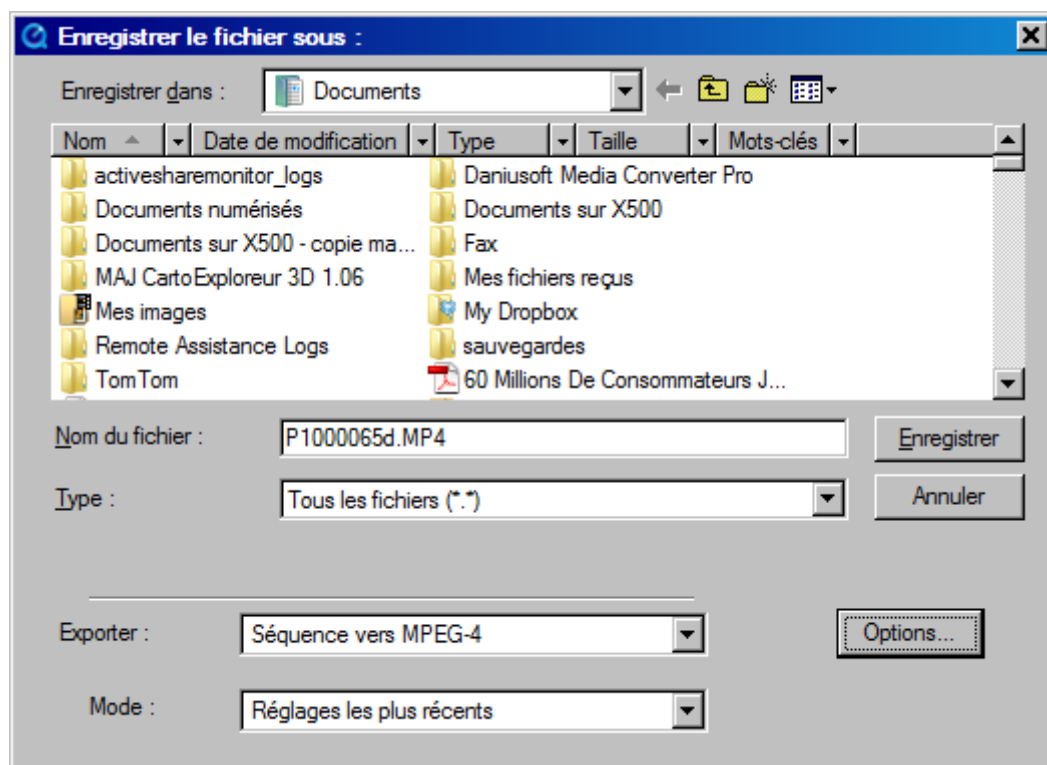 Enregistrer le fichier sous :
Enregistrer dans : Documents
Nom Date de modification Type Taille Mots-clés
activesharemonitor_logs Daniusoft Media Converter Pro
Documents numérisés Documents sur X500
Documents sur X500 - copie ma... Fax
MAJ CartoExploreur 3D 1.06 Mes fichiers reçus
Mes images My Dropbox
Remote Assistance Logs sauvegardes
TomTom 60 Millions De Consommateurs J...
Nom du fichier : P1000065d.MP4 Enregistrer
Type : Tous les fichiers (*.*) Annuler
Exporter : Séquence vers MPEG-4 Options...
Mode : Réglages les plus récents